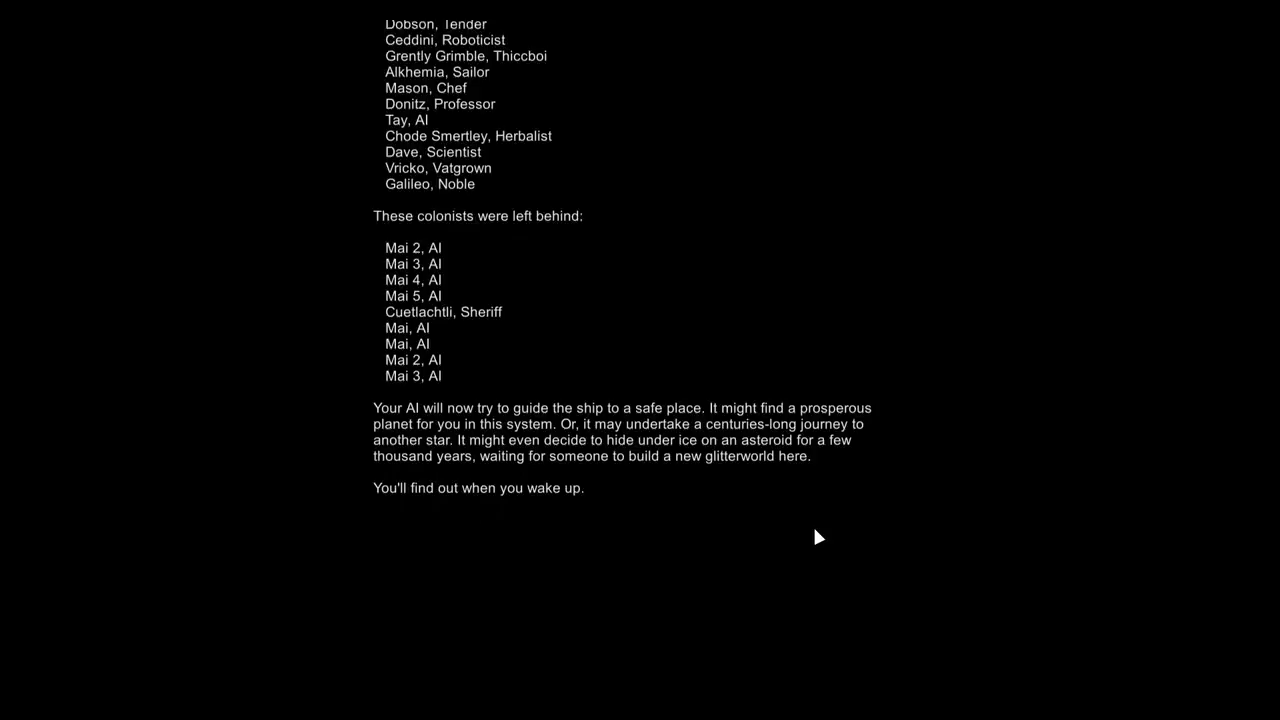 Dobson, Tender
Ceddini, Roboticist
Grently Grimble, Thiccboi
Alkhemia, Sailor
Mason, Chef
Donitz, Professor
Tay, AI
Chode Smertley, Herbalist
Dave, Scientist
Vricko, Vatgrown
Galileo, Noble
These colonists were left behind:
Mai 2, AI
Mai 3, AI
Mai 4, AI
Mai 5, AI
Cuetlachtli, Sheriff
Mai, AI
Mai, AI
Mai 2, AI
Mai 3, AI
Your AI will now try to guide the ship to a safe place. It might find a prosperous
planet for you in this system. Or, it may undertake a centuries-long journey to
another star. It might even decide to hide under ice on an asteroid for a few
thousand years, waiting for someone to build a new glitterworld here.
You'll find out when you wake up.